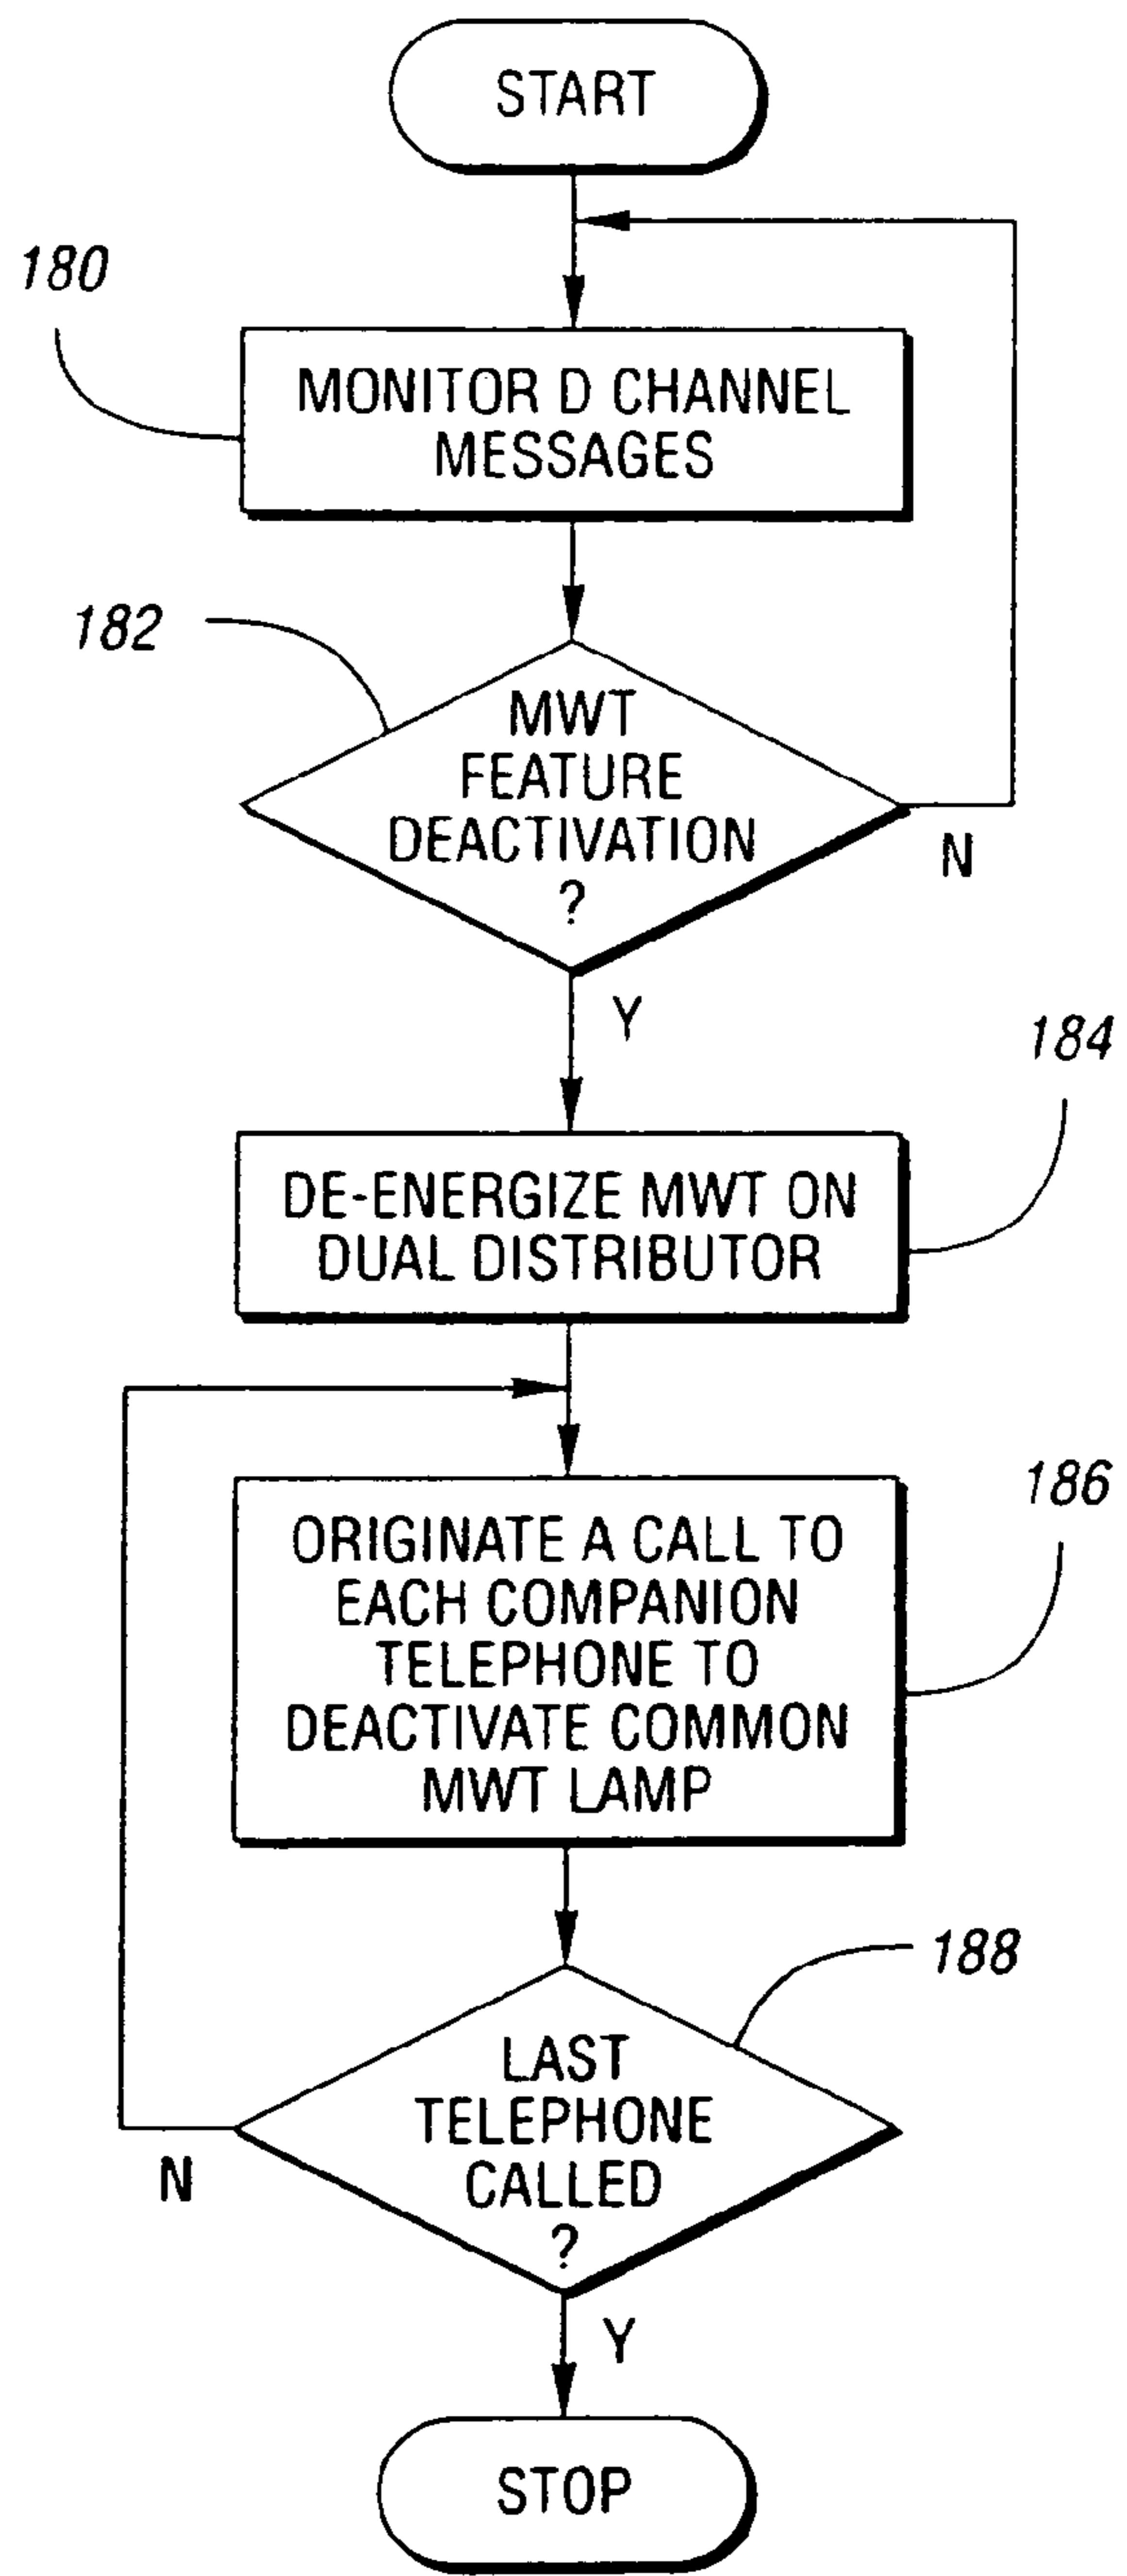 START
180
MONITOR D CHANNEL
MESSAGES
182
MWT
FEATURE
DEACTIVATION
?
N
Y
184
DE-ENERGIZE MWT ON
DUAL DISTRIBUTOR
186
ORIGINATE A CALL TO
EACH COMPANION
TELEPHONE TO
DEACTIVATE COMMON
MWT LAMP
188
LAST
TELEPHONE
CALLED
?
N
Y
STOP